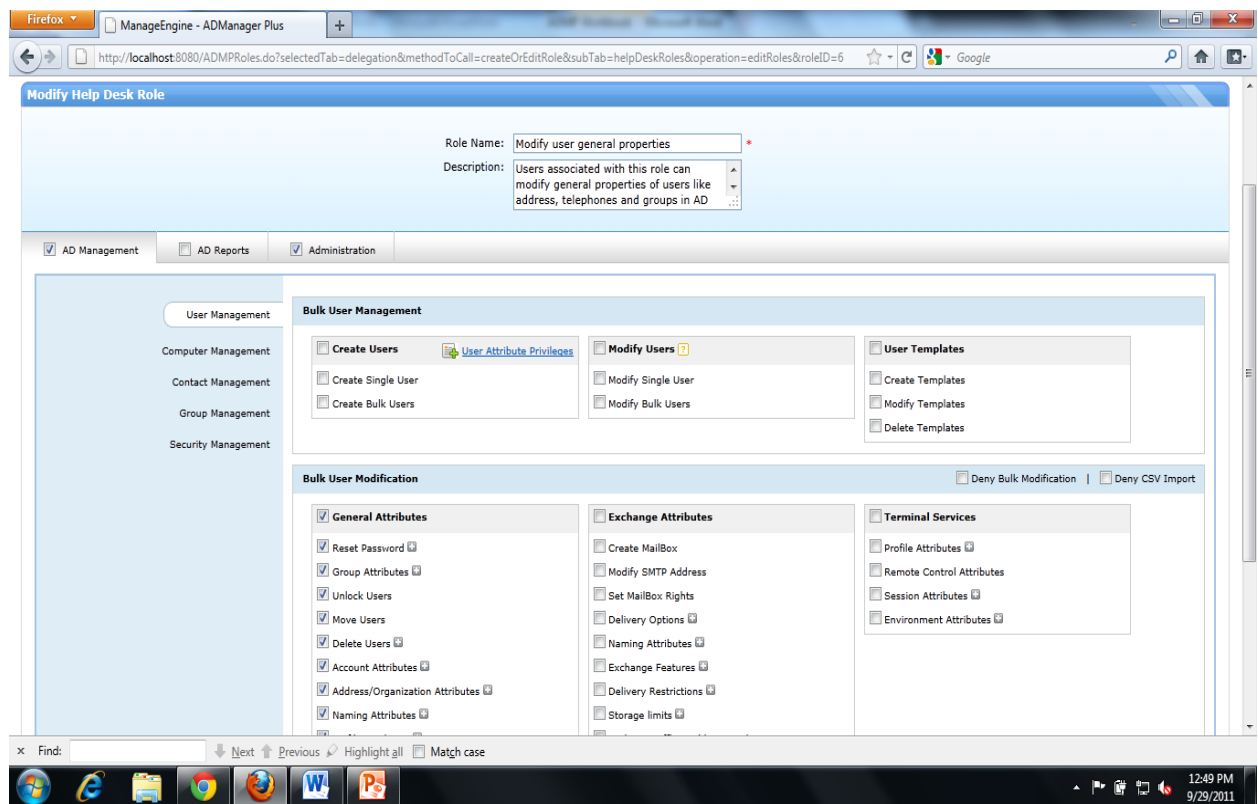 Firefox
ManageEngine - ADManager Plus
http://localhost:8080/ADMPRoles.do?selectedTab=delegation&methodToCall=createOrEditRole&subTab=helpDeskRoles&operation=editRoles&roleID=6
Google
Modify Help Desk Role
Role Name: Modify user general properties *
Description: Users associated with this role can
modify general properties of users like
address, telephones and groups in AD
AD Management AD Reports Administration
User Management
Computer Management
Contact Management
Group Management
Security Management
Bulk User Management
Create Users User Attribute Privileges
Create Single User
Create Bulk Users
Modify Users ?
Modify Single User
Modify Bulk Users
User Templates
Create Templates
Modify Templates
Delete Templates
Bulk User Modification Deny Bulk Modification | Deny CSV Import
General Attributes
Reset Password
Group Attributes
Unlock Users
Move Users
Delete Users
Account Attributes
Address/Organization Attributes
Naming Attributes
Exchange Attributes
Create MailBox
Modify SMTP Address
Set MailBox Rights
Delivery Options
Naming Attributes
Exchange Features
Delivery Restrictions
Storage limits
Terminal Services
Profile Attributes
Remote Control Attributes
Session Attributes
Environment Attributes
x Find: Next Previous Highlight all Match case
12:49 PM
9/29/2011